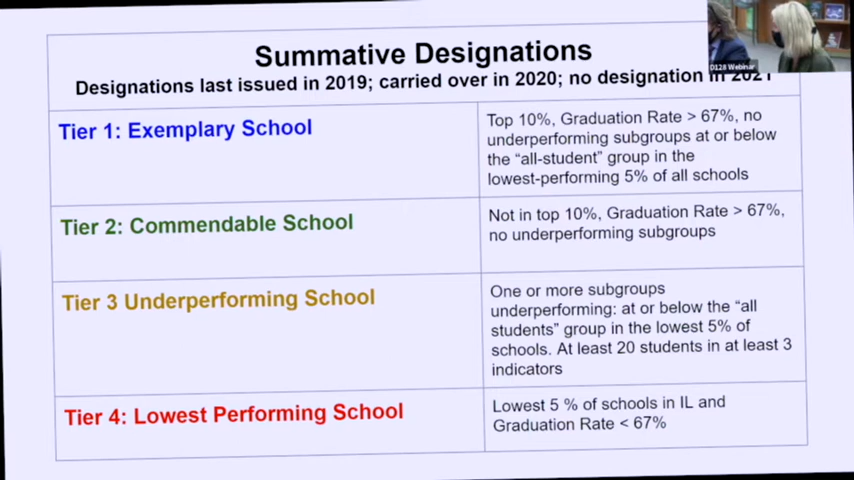 Summative Designations
Designations last issued in 2019; carried over in 2020; no designation in 2021
D128 Webinar
Tier 1: Exemplary School
Top 10%, Graduation Rate > 67%, no
underperforming subgroups at or below
the “all-student” group in the
lowest-performing 5% of all schools
Tier 2: Commendable School
Not in top 10%, Graduation Rate > 67%,
no underperforming subgroups
Tier 3 Underperforming School
One or more subgroups
underperforming: at or below the “all
students” group in the lowest 5% of
schools. At least 20 students in at least 3
indicators
Tier 4: Lowest Performing School
Lowest 5 % of schools in IL and
Graduation Rate < 67%